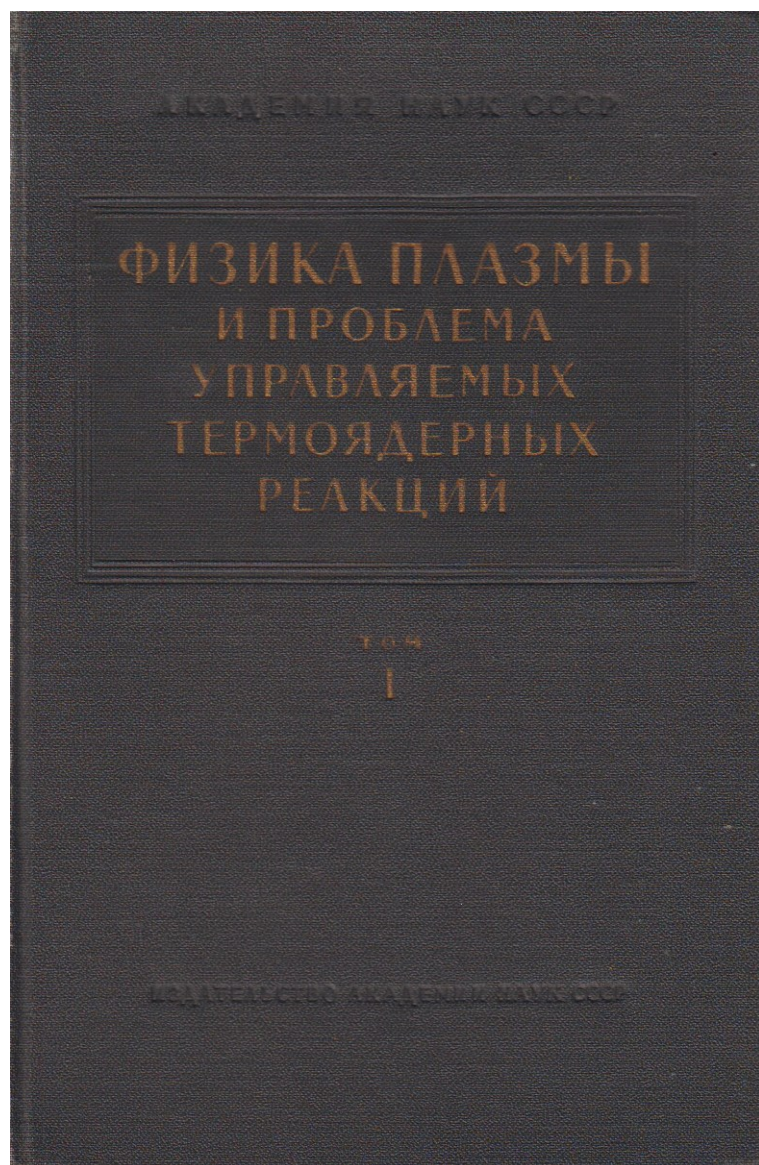 АКАДЕМИЯ НАУК СССР
ФИЗИКА ПЛАЗМЫ
И ПРОБЛЕМА
УПРАВЛЯЕМЫХ
ТЕРМОЯДЕРНЫХ
РЕАКЦИЙ
ТОМ
I
ИЗДАТЕЛЬСТВО АКАДЕМИИ НАУК СССР